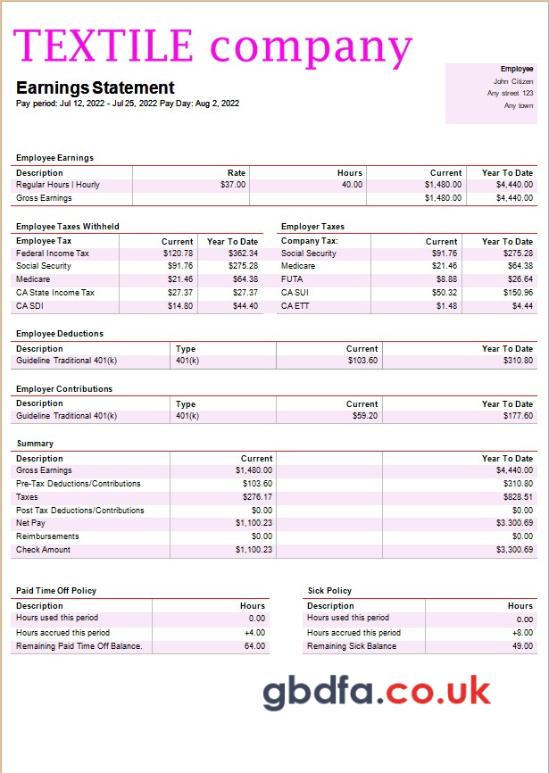 TEXTILE company
Earnings Statement
Pay period: Jul 12, 2022 - Jul 25, 2022 Pay Day: Aug 2, 2022
Employee
John Citizen
Any street 123
Any town
Employee Earnings
Description Rate Hours Current Year To Date
Regular Hours | Hourly $37.00 40.00 $1,480.00 $4,440.00
Gross Earnings $1,480.00 $4,440.00
Employee Taxes Withheld Employer Taxes
Employee Tax Current Year To Date Company Tax: Current Year To Date
Federal Income Tax $120.78 $362.34 Social Security $91.76 $275.28
Social Security $91.76 $275.28 Medicare $21.46 $64.38
Medicare $21.46 $64.38 FUTA $8.88 $26.64
CA State Income Tax $27.37 $27.37 CA SUI $50.32 $150.96
CA SDI $14.80 $44.40 CA ETT $1.48 $4.44
Employee Deductions
Description Type Current Year To Date
Guideline Traditional 401(k) 401(k) $103.60 $310.80
Employer Contributions
Description Type Current Year To Date
Guideline Traditional 401(k) 401(k) $59.20 $177.60
Summary
Description Current Year To Date
Gross Earnings $1,480.00 $4,440.00
Pre-Tax Deductions/Contributions $103.60 $310.80
Taxes $276.17 $828.51
Post Tax Deductions/Contributions $0.00 $0.00
Net Pay $1,100.23 $3.300,69
Reimbursements $0.00 $0.00
Check Amount $1,100.23 $3,300.69
Paid Time Off Policy Sick Policy
Description Hours Description Hours
Hours used this period 0.00 Hours used this period 0.00
Hours accrued this period +4.00 Hours accrued this period +8.00
Remaining Paid Time Off Balance. 64.00 Remaining Sick Balance 49.00
gbdfa.co.uk